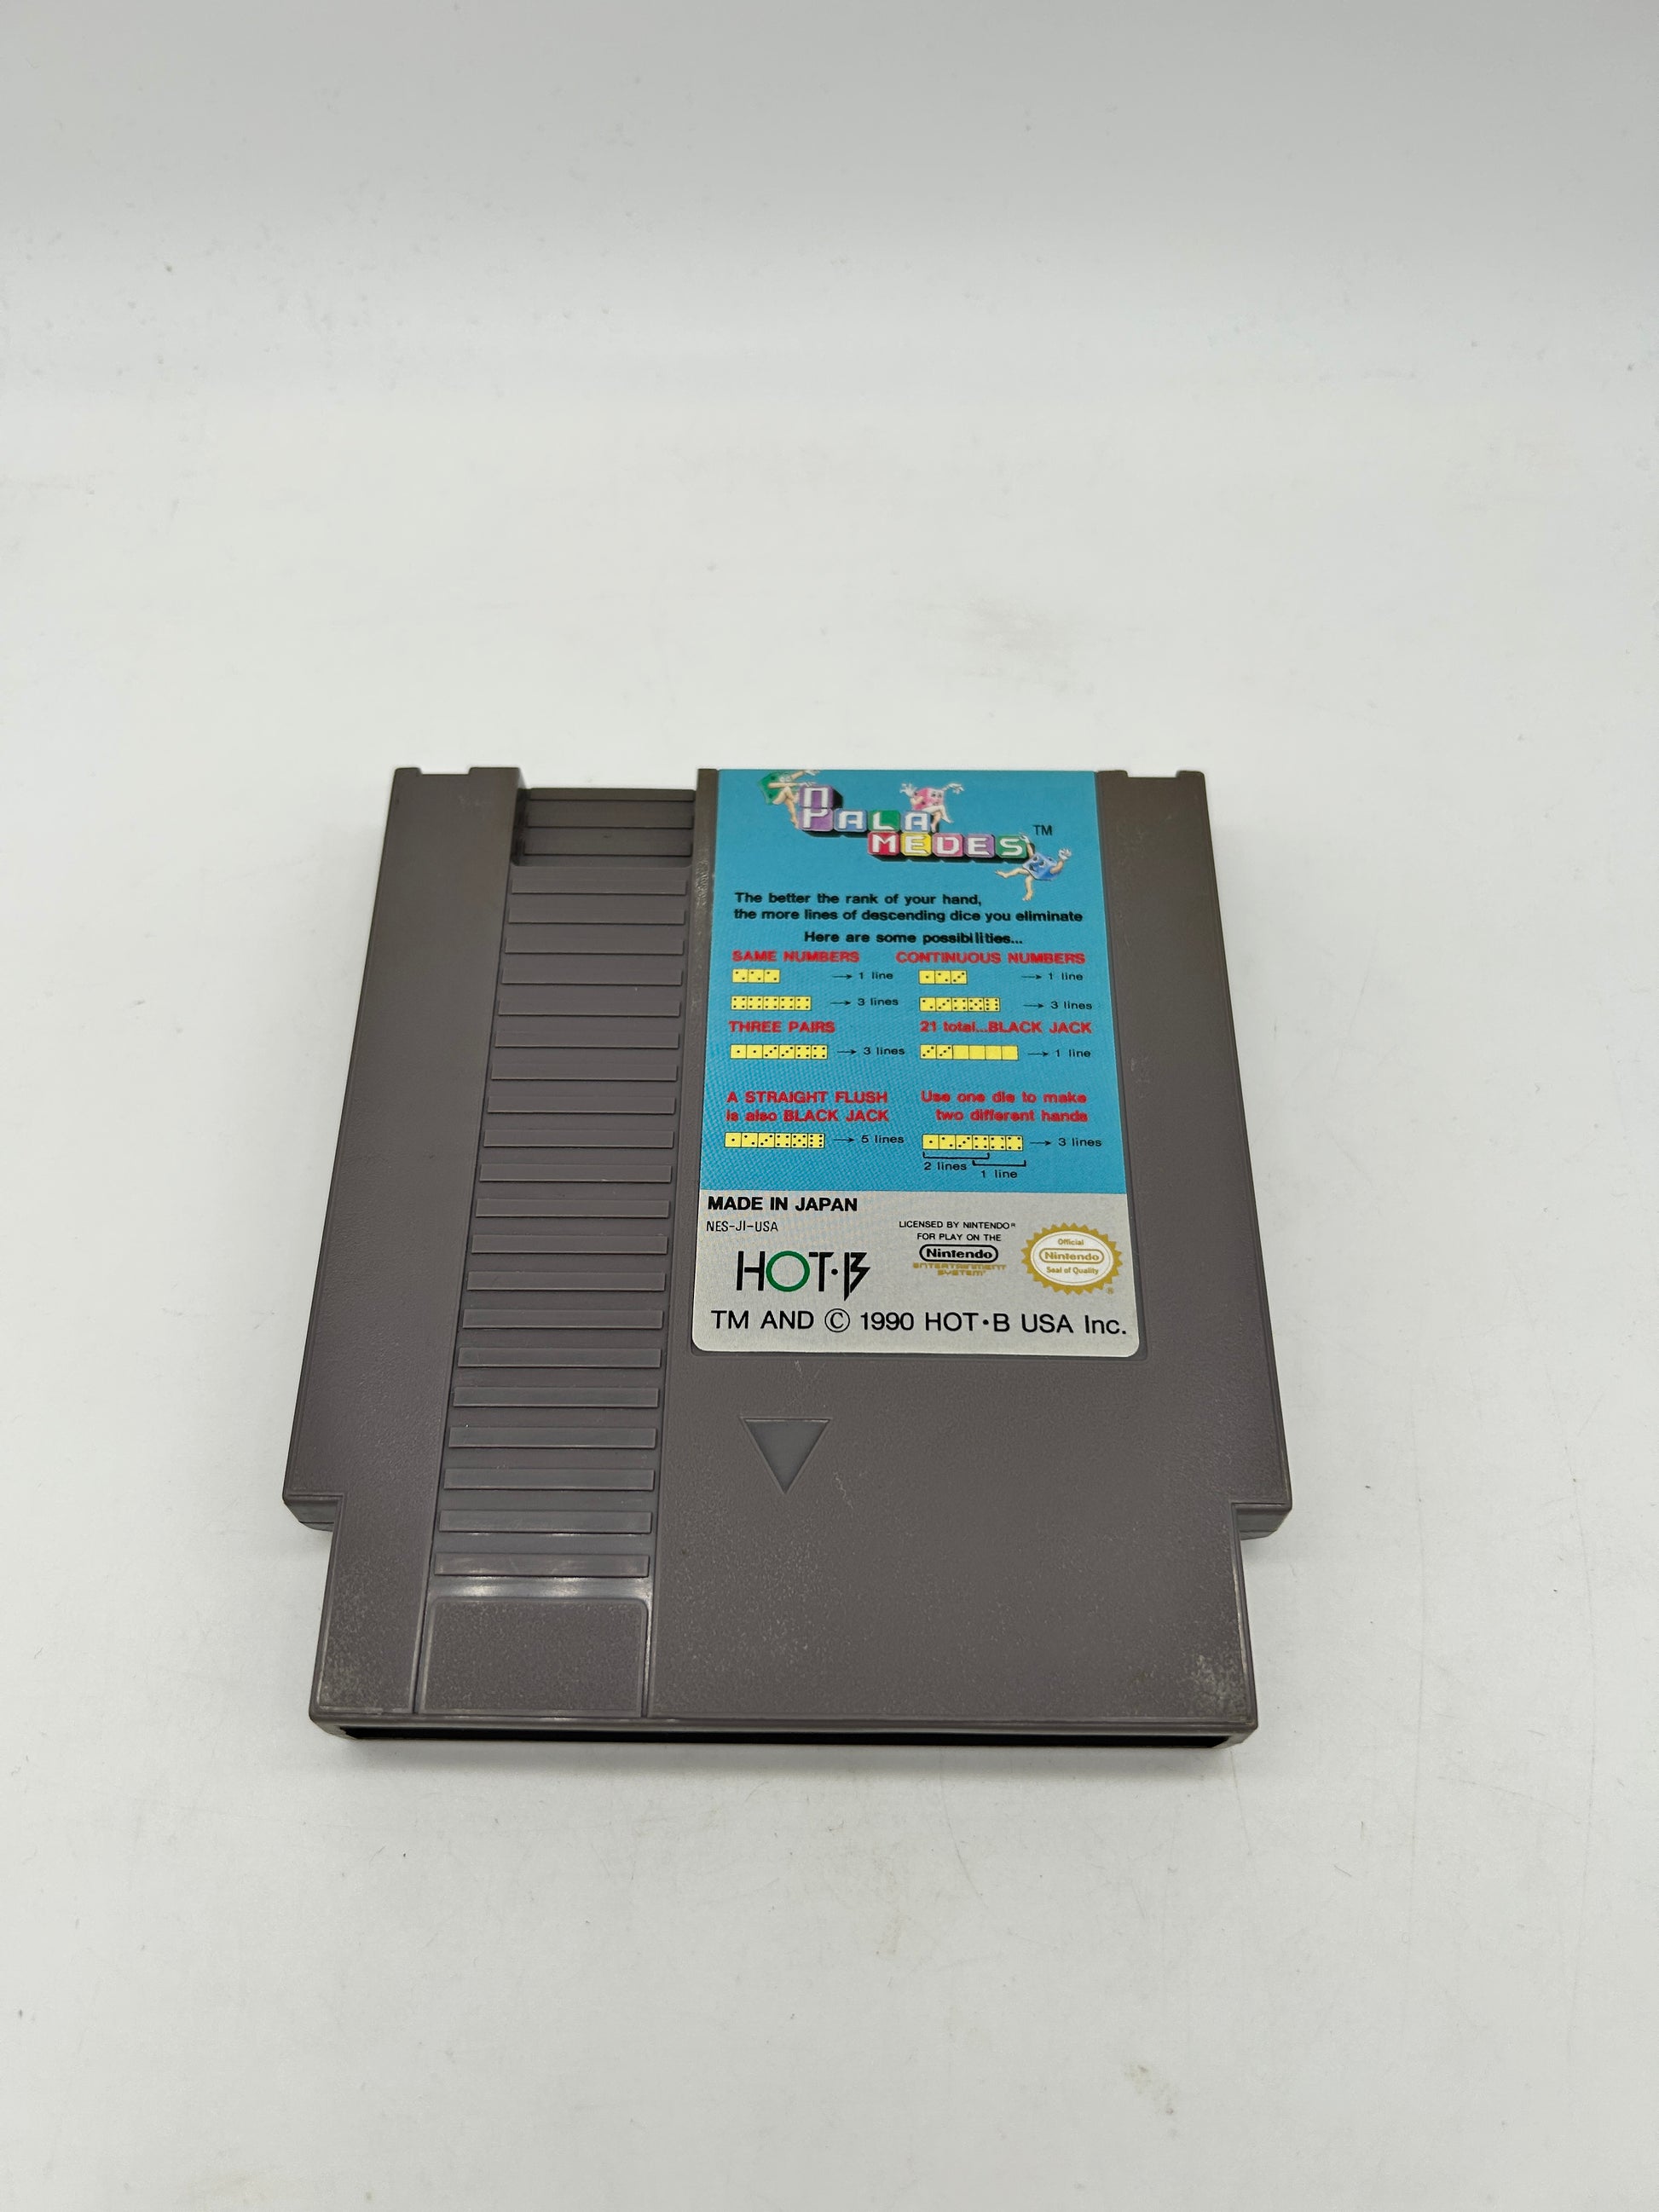 PALA
MEDES™
The better the rank of your hand,
the more lines of descending dice you eliminate
Here are some possibilities...
SAME NUMBERS CONTINUOUS NUMBERS
→ 1 line → 1 line
→ 3 lines → 3 lines
THREE PAIRS 21 total...BLACK JACK
→ 3 lines → 1 line
A STRAIGHT FLUSH
is also BLACK JACK
Use one die to make
two different hands
→ 5 lines → 3 lines
2 lines
1 line
MADE IN JAPAN
NES-JI-USA
HOT·B
LICENSED BY NINTENDO®
FOR PLAY ON THE
Nintendo
ENTERTAINMENT
SYSTEM®
Official
Nintendo
Seal of Quality
®
TM AND © 1990 HOT·B USA Inc.